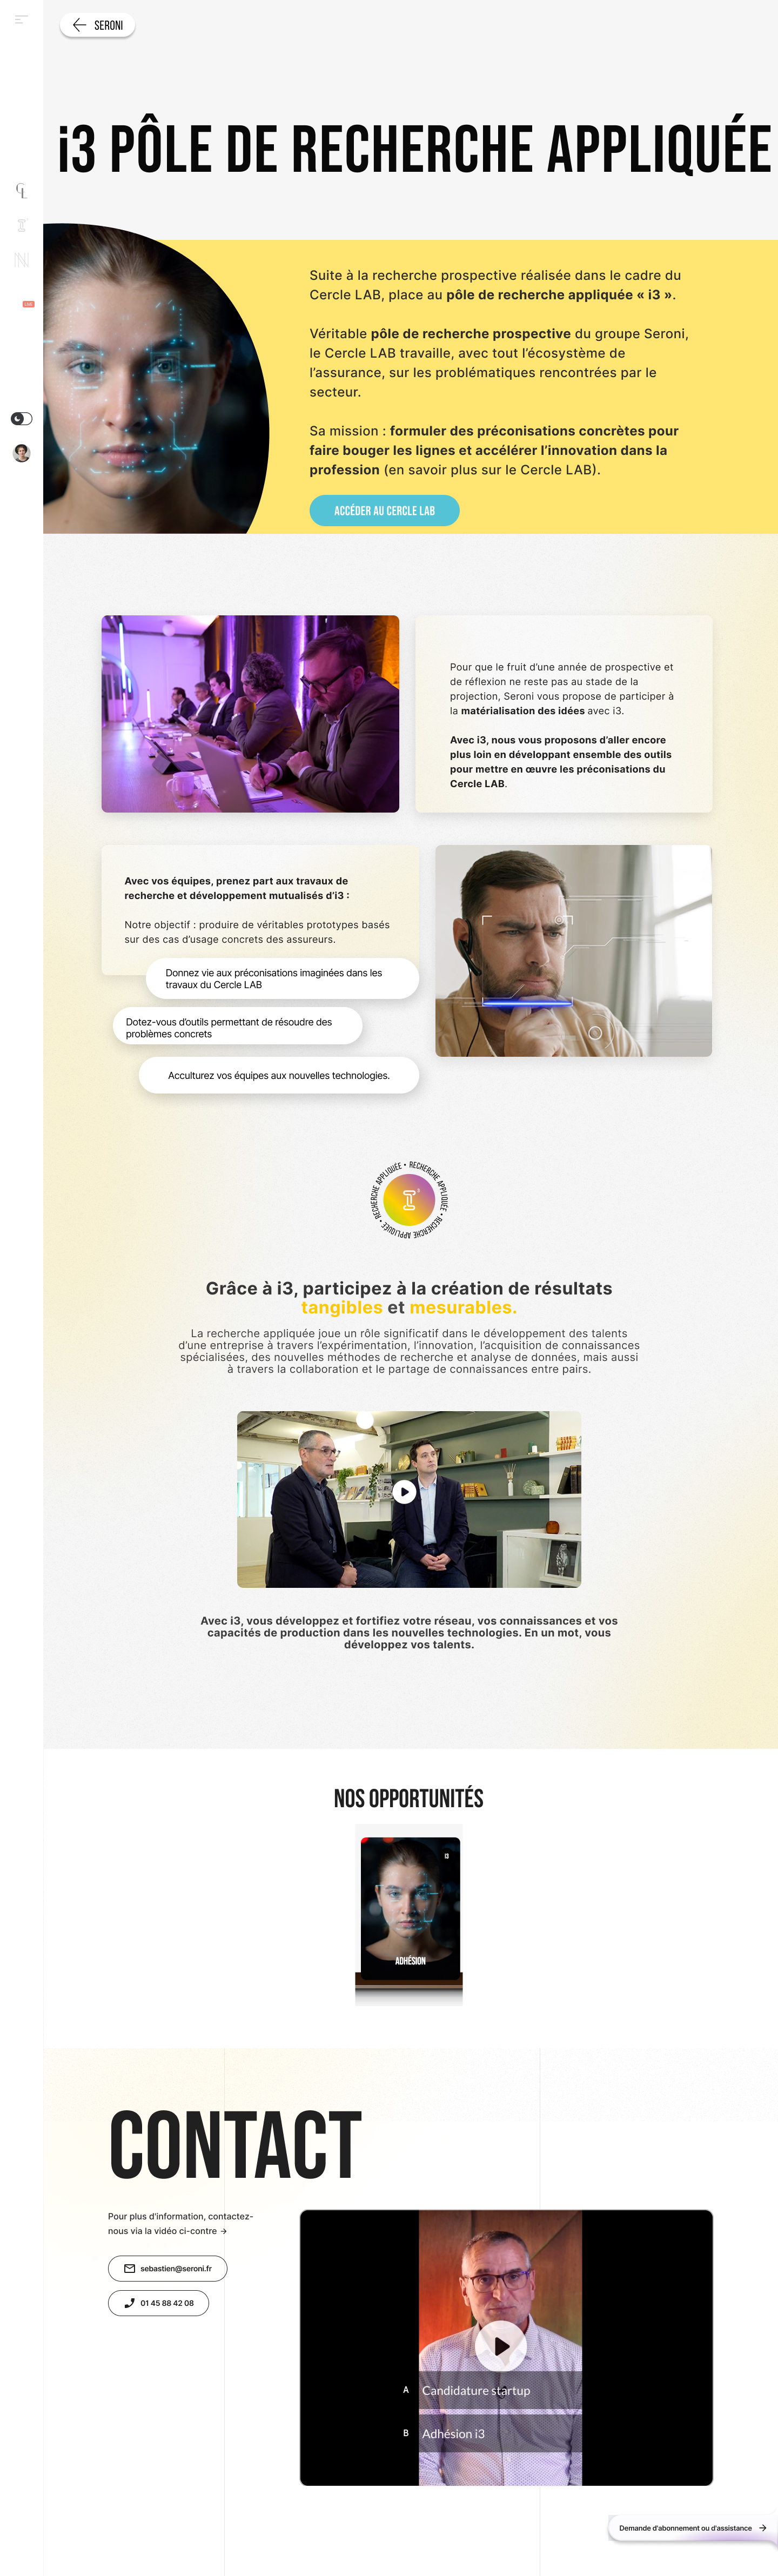 SERONI
i3 PÔLE DE RECHERCHE APPLIQUÉE
LAB
Suite à la recherche prospective réalisée dans le cadre du
Cercle LAB, place au pôle de recherche appliquée « i3 ».
Véritable pôle de recherche prospective du groupe Seroni,
le Cercle LAB travaille, avec tout l'écosystème de
l'assurance, sur les problématiques rencontrées par le
secteur.
Sa mission : formuler des préconisations concrètes pour
faire bouger les lignes et accélérer l'innovation dans la
profession (en savoir plus sur le Cercle LAB).
ACCÉDER AU CERCLE LAB
Pour que le fruit d'une année de prospective et
de réflexion ne reste pas au stade de la
projection, Seroni vous propose de participer à
la matérialisation des idées avec i3.
Avec i3, nous vous proposons d'aller encore
plus loin en développant ensemble des outils
pour mettre en œuvre les préconisations du
Cercle LAB.
Avec vos équipes, prenez part aux travaux de
recherche et développement mutualisés d'i3 :
Notre objectif : produire de véritables prototypes basés
sur des cas d'usage concrets des assureurs.
Donnez vie aux préconisations imaginées dans les
travaux du Cercle LAB
Dotez-vous d'outils permettant de résoudre des
problèmes concrets
Acculturez vos équipes aux nouvelles technologies.
RECHERCHE APPLIQUÉE • RECHERCHE APPLIQUÉE • RECHERCHE APPLIQUÉE •
Grâce à i3, participez à la création de résultats
tangibles et mesurables.
La recherche appliquée joue un rôle significatif dans le développement des talents
d'une entreprise à travers l'expérimentation, l'innovation, l'acquisition de connaissances
spécialisées, des nouvelles méthodes de recherche et analyse de données, mais aussi
à travers la collaboration et le partage de connaissances entre pairs.
Avec i3, vous développez et fortifiez votre réseau, vos connaissances et vos
capacités de production dans les nouvelles technologies. En un mot, vous
développez vos talents.
NOS OPPORTUNITÉS
i3
ADHÉSION
CONTACT
Pour plus d'information, contactez-
nous via la vidéo ci-contre →
sebastien@seroni.fr
01 45 88 42 08
A Candidature startup
B Adhésion i3
Demande d'abonnement ou d'assistance →